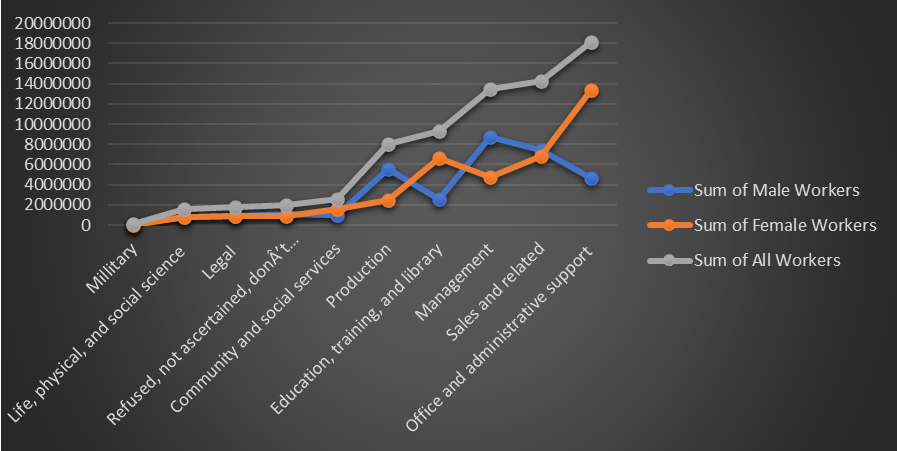 20000000
18000000
16000000
14000000
12000000
10000000
8000000
6000000
4000000
2000000
0
Millitary
Life, physical, and social science
Legal
Refused, not ascertained, donÂ't...
Community and social services
Production
Education, training, and library
Management
Sales and related
Office and administrative support
Sum of Male Workers
Sum of Female Workers
Sum of All Workers